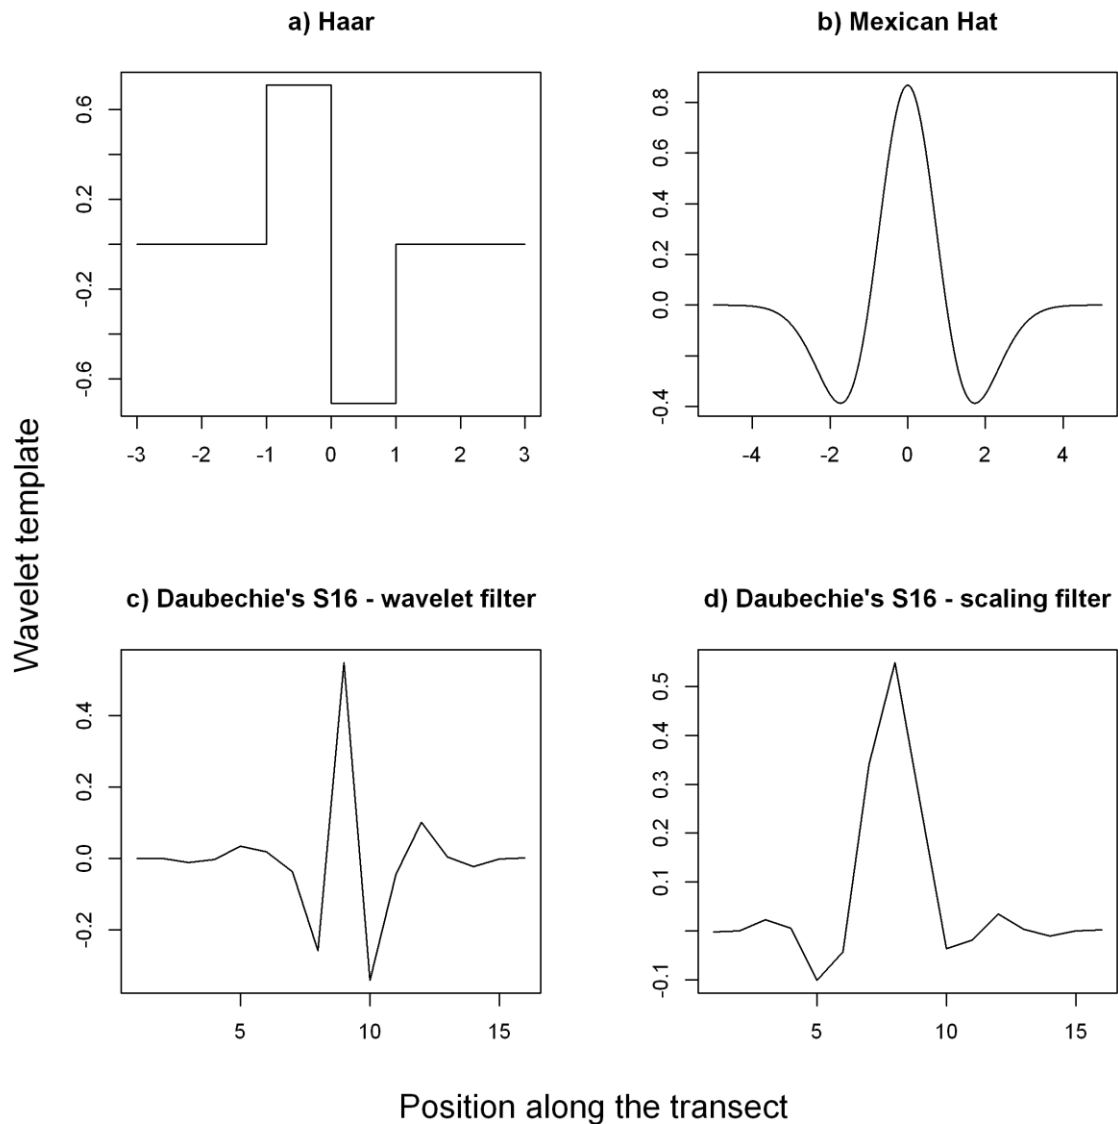 a) Haar
b) Mexican Hat
0.6
0.2
-0.2
-0.6
-3 -2 -1 0 1 2 3
0.8
0.6
0.4
0.2
0.0
-0.4
-4 -2 0 2 4
Wavelet template
c) Daubechie's S16 - wavelet filter
d) Daubechie's S16 - scaling filter
0.4
0.2
0.0
-0.2
5 10 15
0.5
0.4
0.3
0.2
0.1
-0.1
5 10 15
Position along the transect